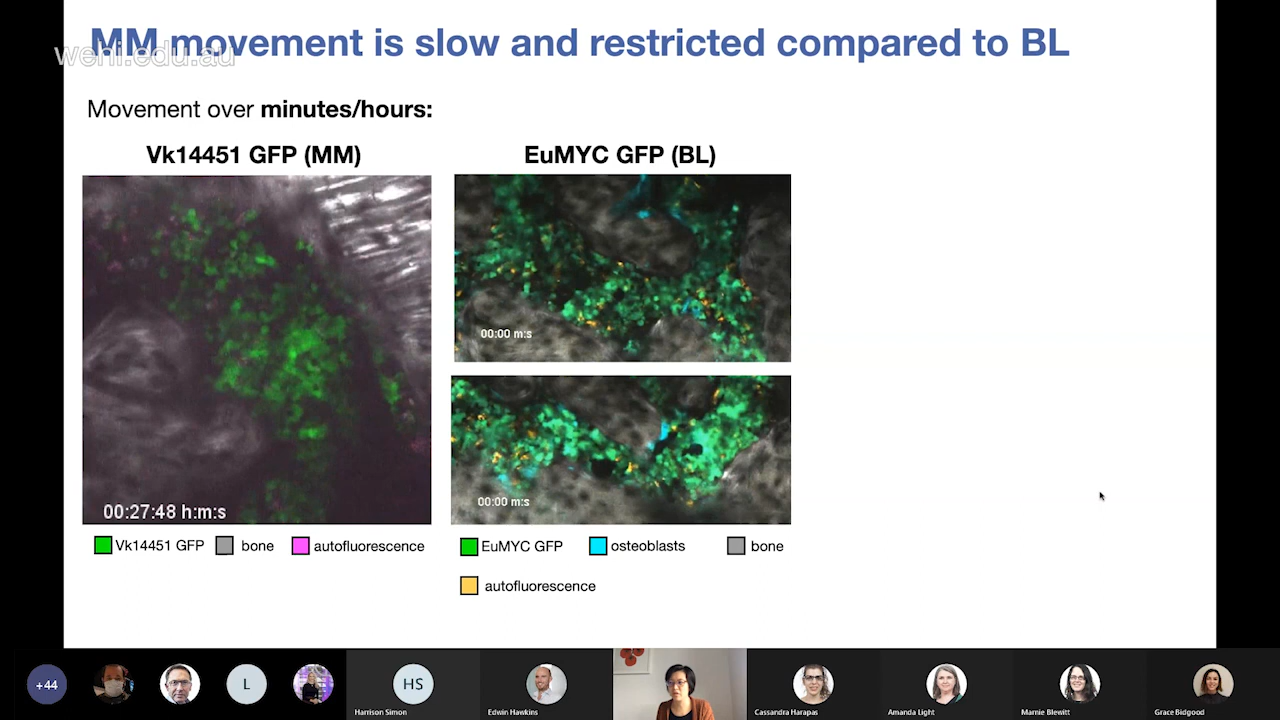 MM movement is slow and restricted compared to BL
wehi.edu.au
Movement over minutes/hours:
Vk14451 GFP (MM)
EuMYC GFP (BL)
00:00 m:s
00:00 m:s
00:27:48 h:m:s
Vk14451 GFP bone autofluorescence
EuMYC GFP osteoblasts bone
autofluorescence
+44
L
HS
Harrison Simon
Edwin Hawkins
Cassandra Harapas
Amanda Light
Marnie Blewitt
Grace Bidgood